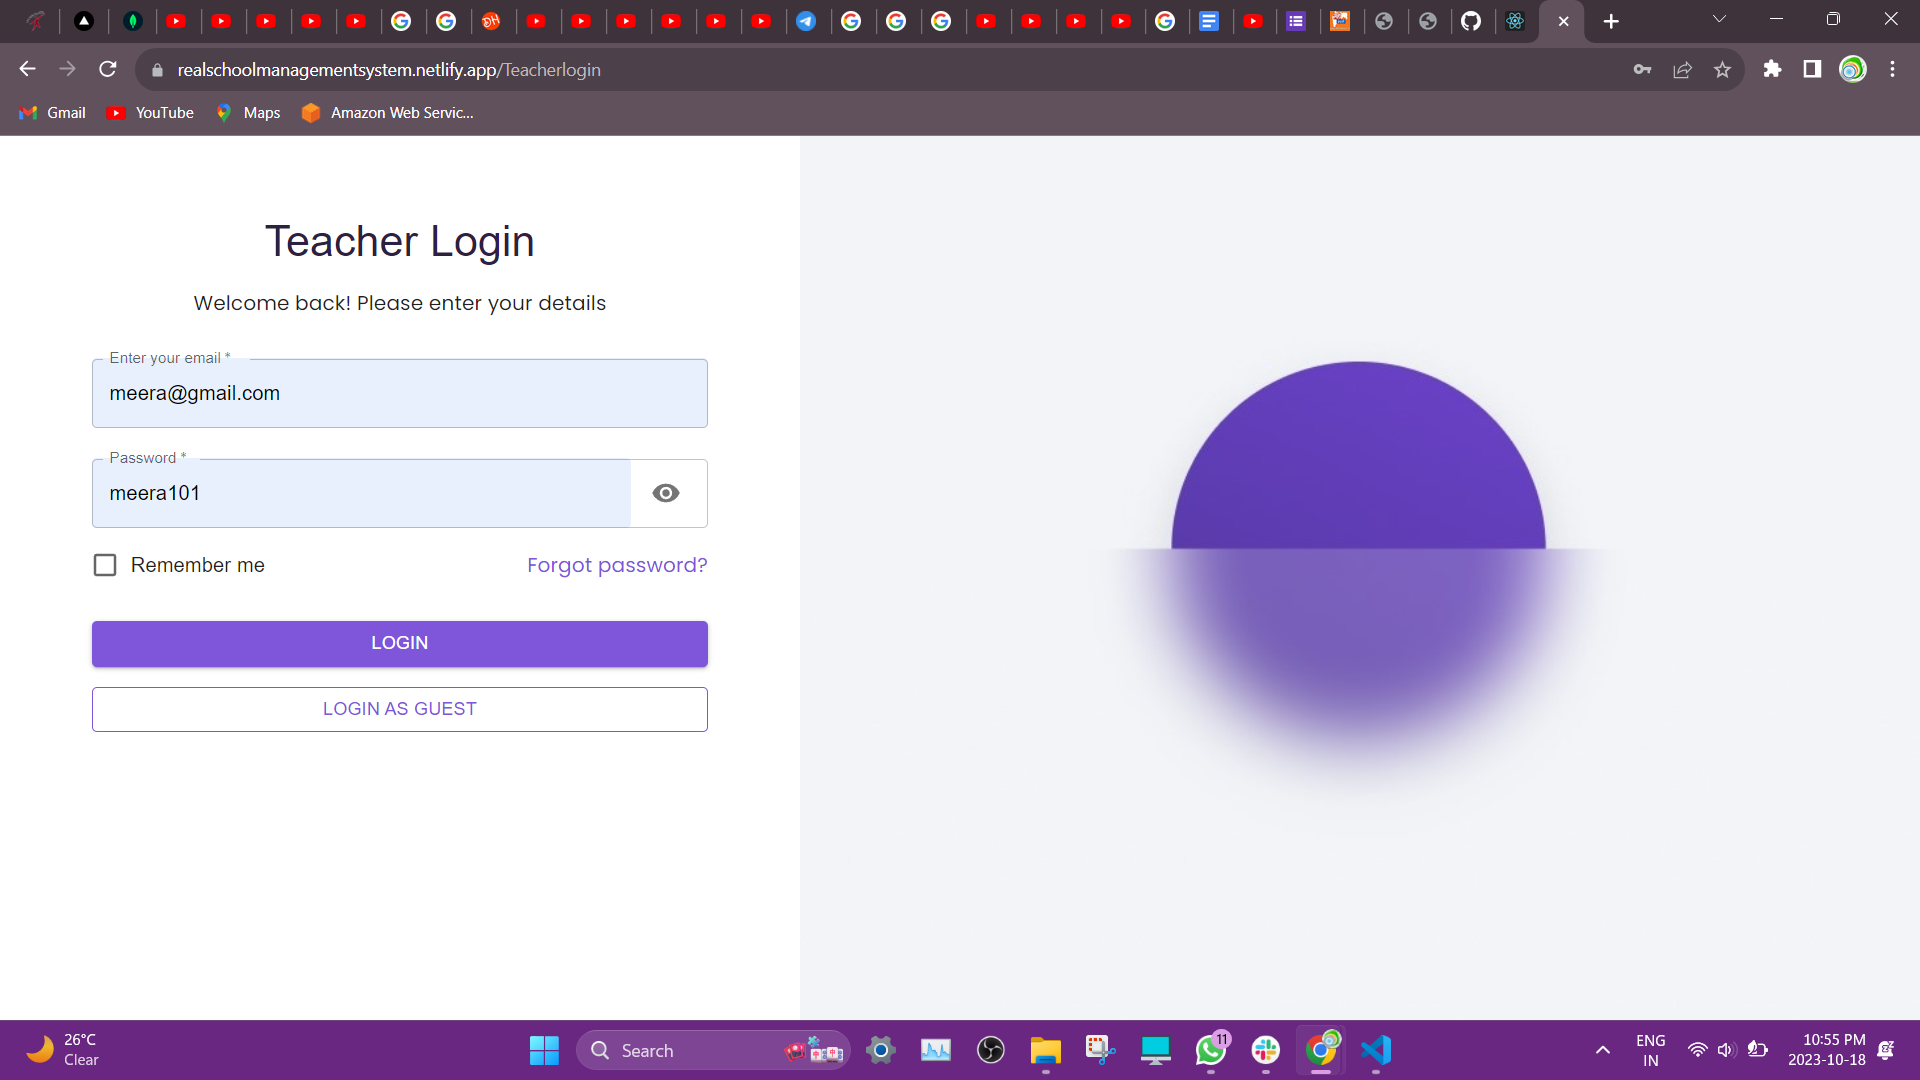 realschoolmanagementsystem.netlify.app/Teacherlogin
Gmail
YouTube
Maps
Amazon Web Servic...
Teacher Login
Welcome back! Please enter your details
Enter your email *
meera@gmail.com
Password *
meera101
Remember me
Forgot password?
LOGIN
LOGIN AS GUEST
26°C
Clear
Search
11
ENG
IN
10:55 PM
2023-10-18